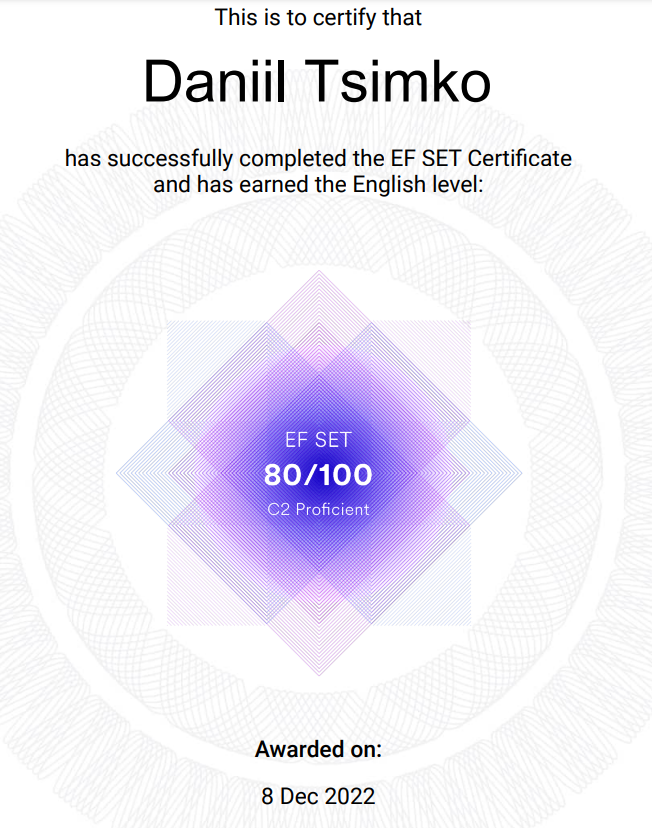 This is to certify that
Daniil Tsimko
has successfully completed the EF SET Certificate
and has earned the English level:
EF SET
80/100
C2 Proficient
Awarded on:
8 Dec 2022